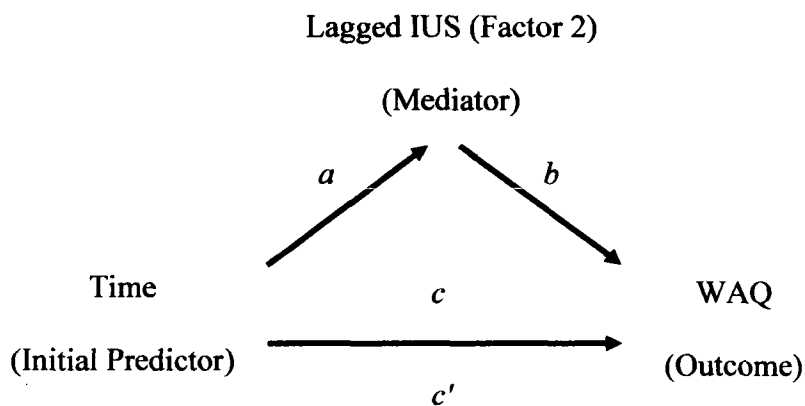 Lagged IUS (Factor 2)
(Mediator)
a
b
Time
c
WAQ
(Initial Predictor)
(Outcome)
c'